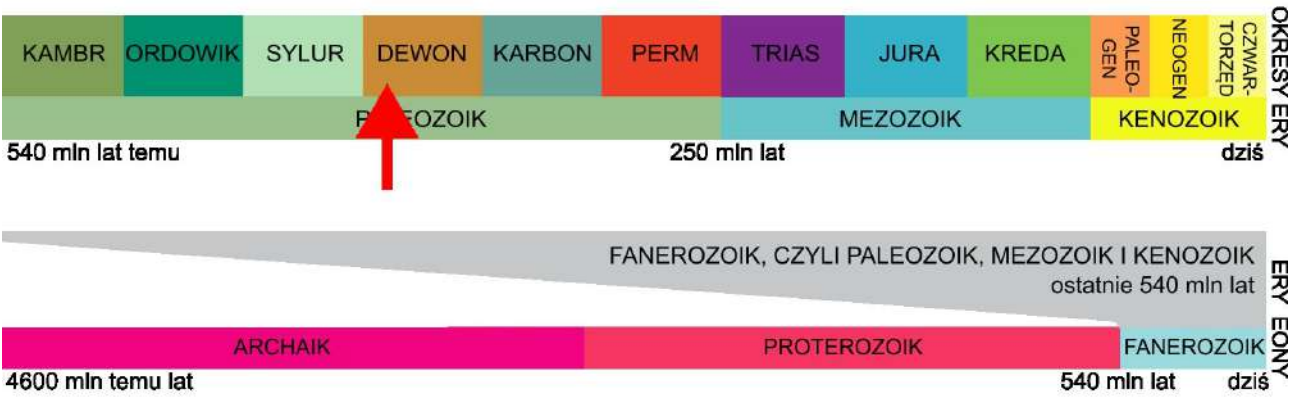 KAMBR ORDOWIK SYLUR DEWON KARBON PERM TRIAS JURA KREDA PALEO-
GEN NEOGEN CZWAR-
TORZĘD OKRESY
MEZOZOIK KENOZOIK ERY
540 mln lat temu 250 mln lat dziś
FANEROZOIK, CZYLI PALEOZOIK, MEZOZOIK I KENOZOIK
ostatnie 540 mln lat
ERY
ARCHAIK PROTEROZOIK FANEROZOIK EONY
4600 mln temu lat 540 mln lat dziś